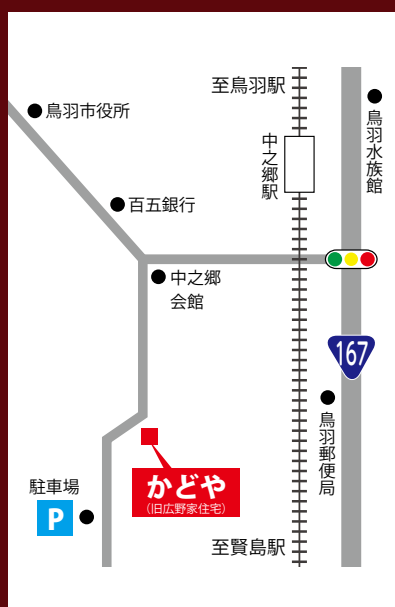 至鳥羽駅
鳥羽市役所
鳥羽水族館
中之郷駅
百五銀行
中之郷
会館
167
鳥羽郵便局
かどや
(旧広野家住宅)
駐車場
P
至賢島駅